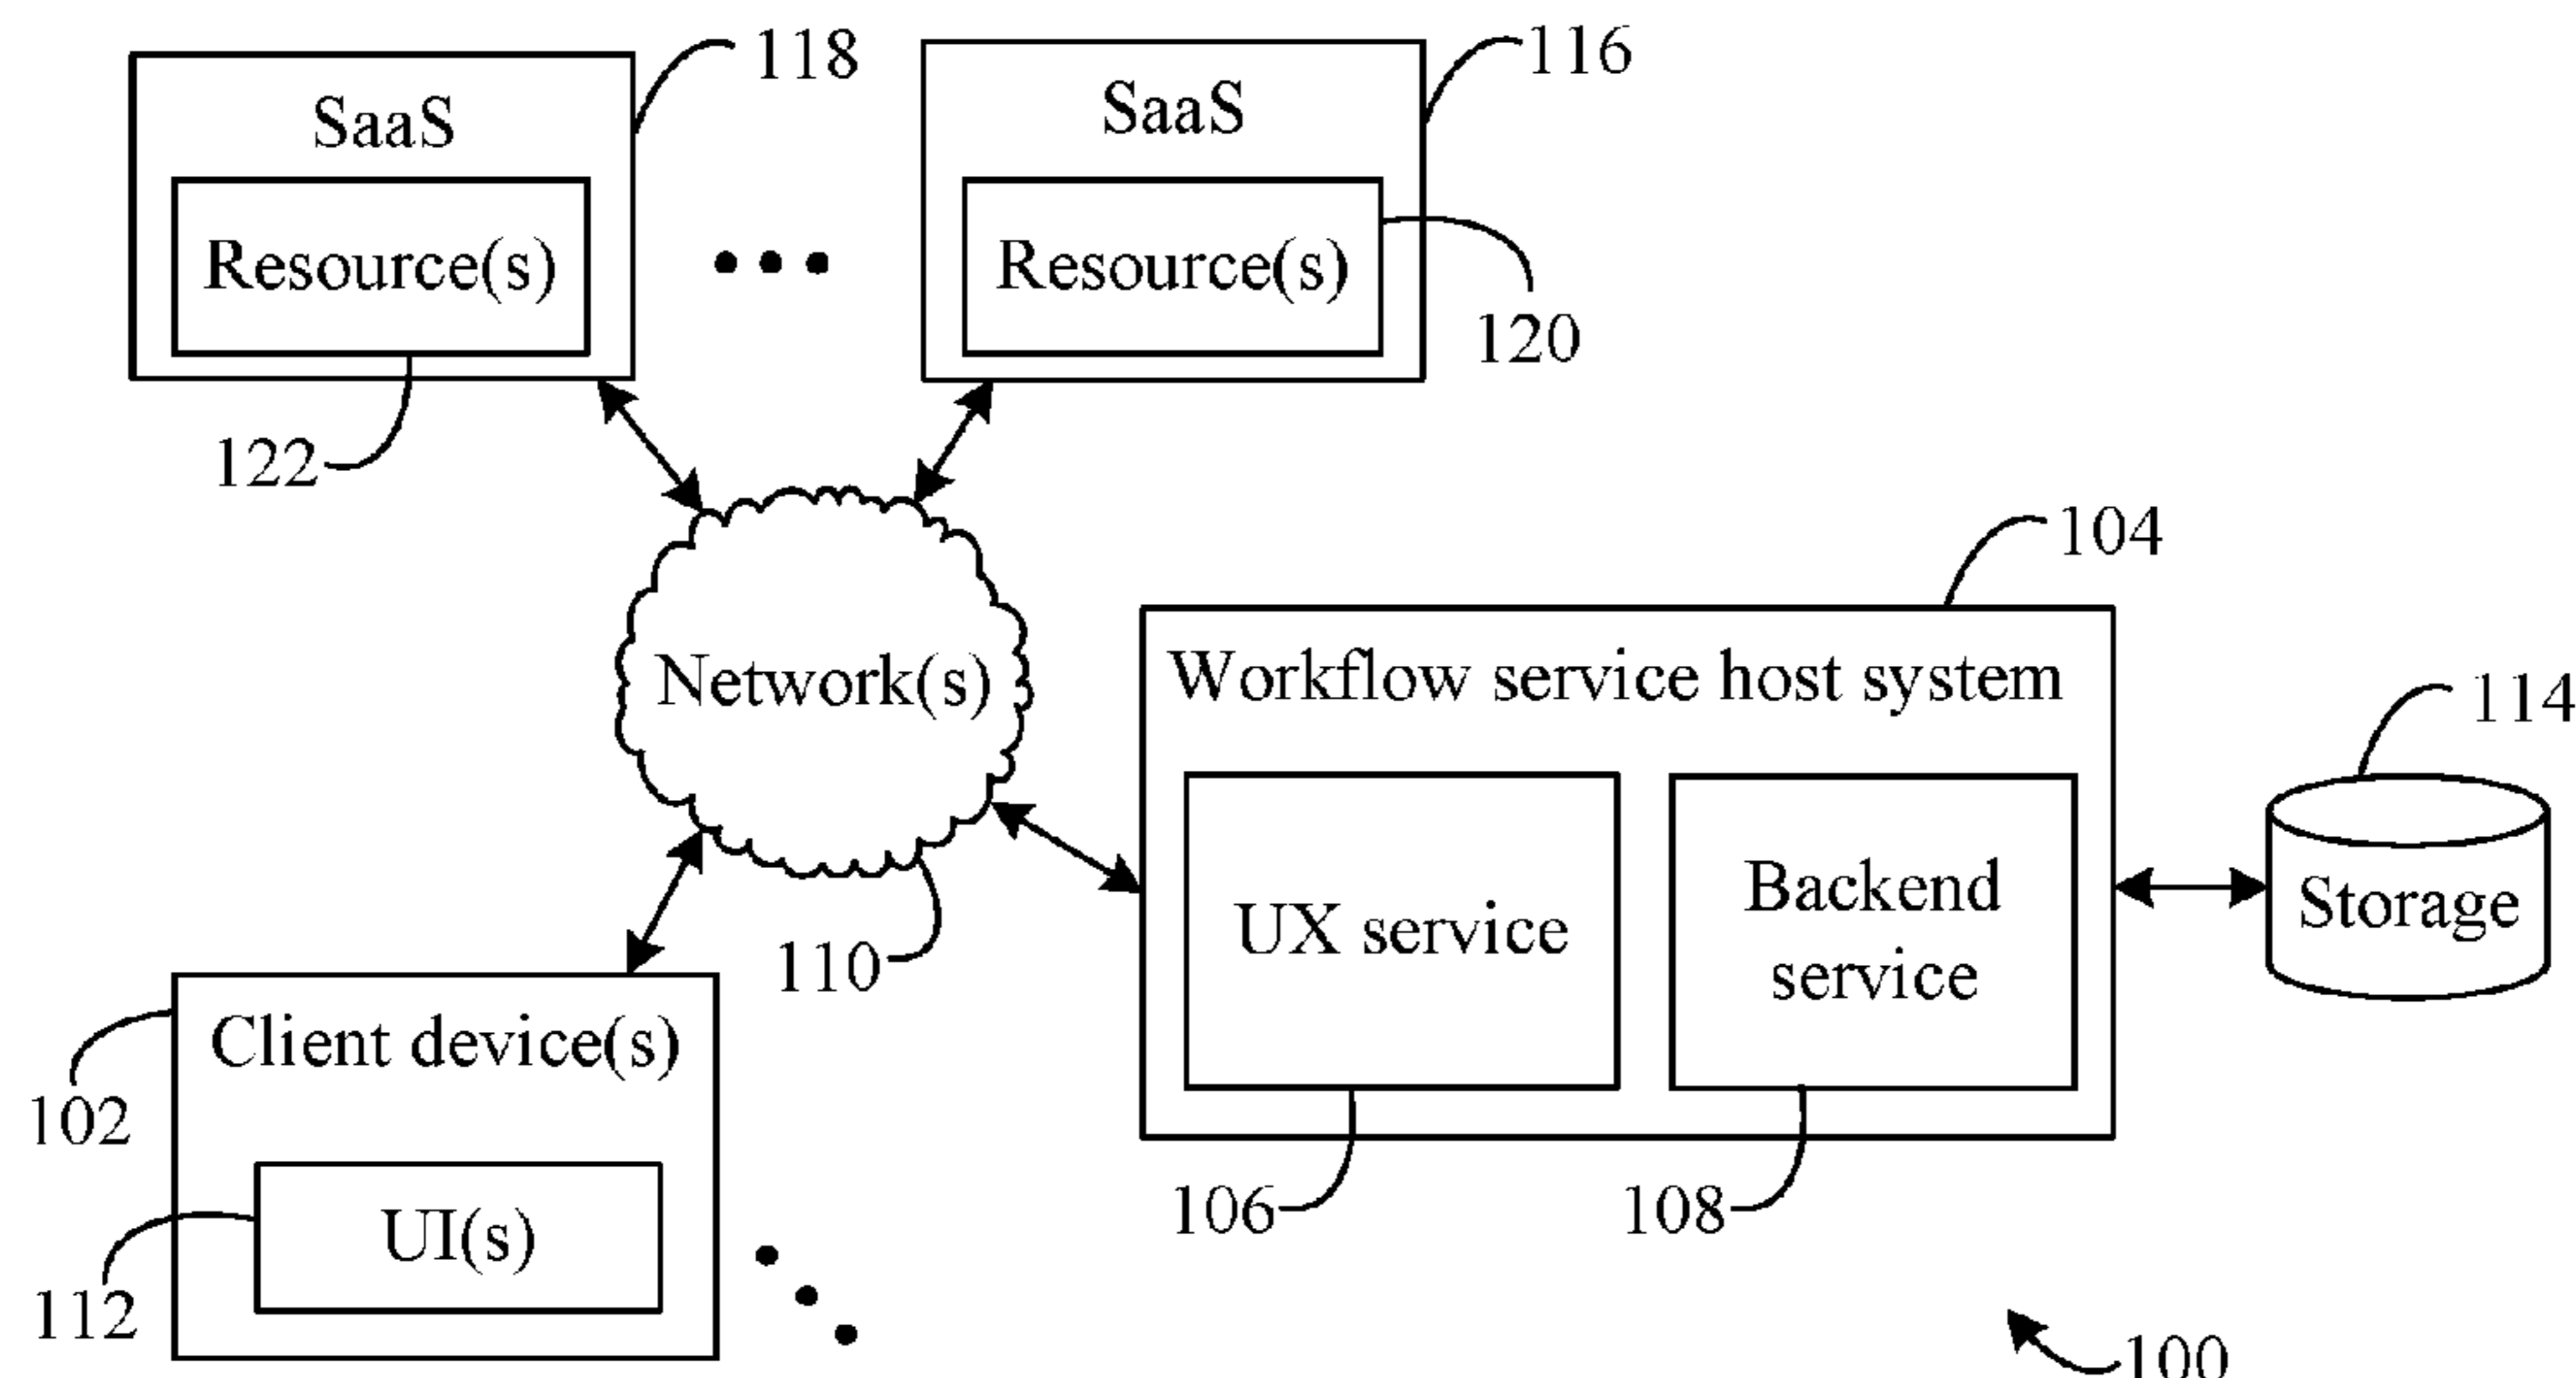 118
116
SaaS
SaaS
Resource(s)
Resource(s)
120
122
104
Network(s)
Workflow service host system
114
UX service
Backend
service
Storage
110
Client device(s)
102
106
108
UI(s)
112
100